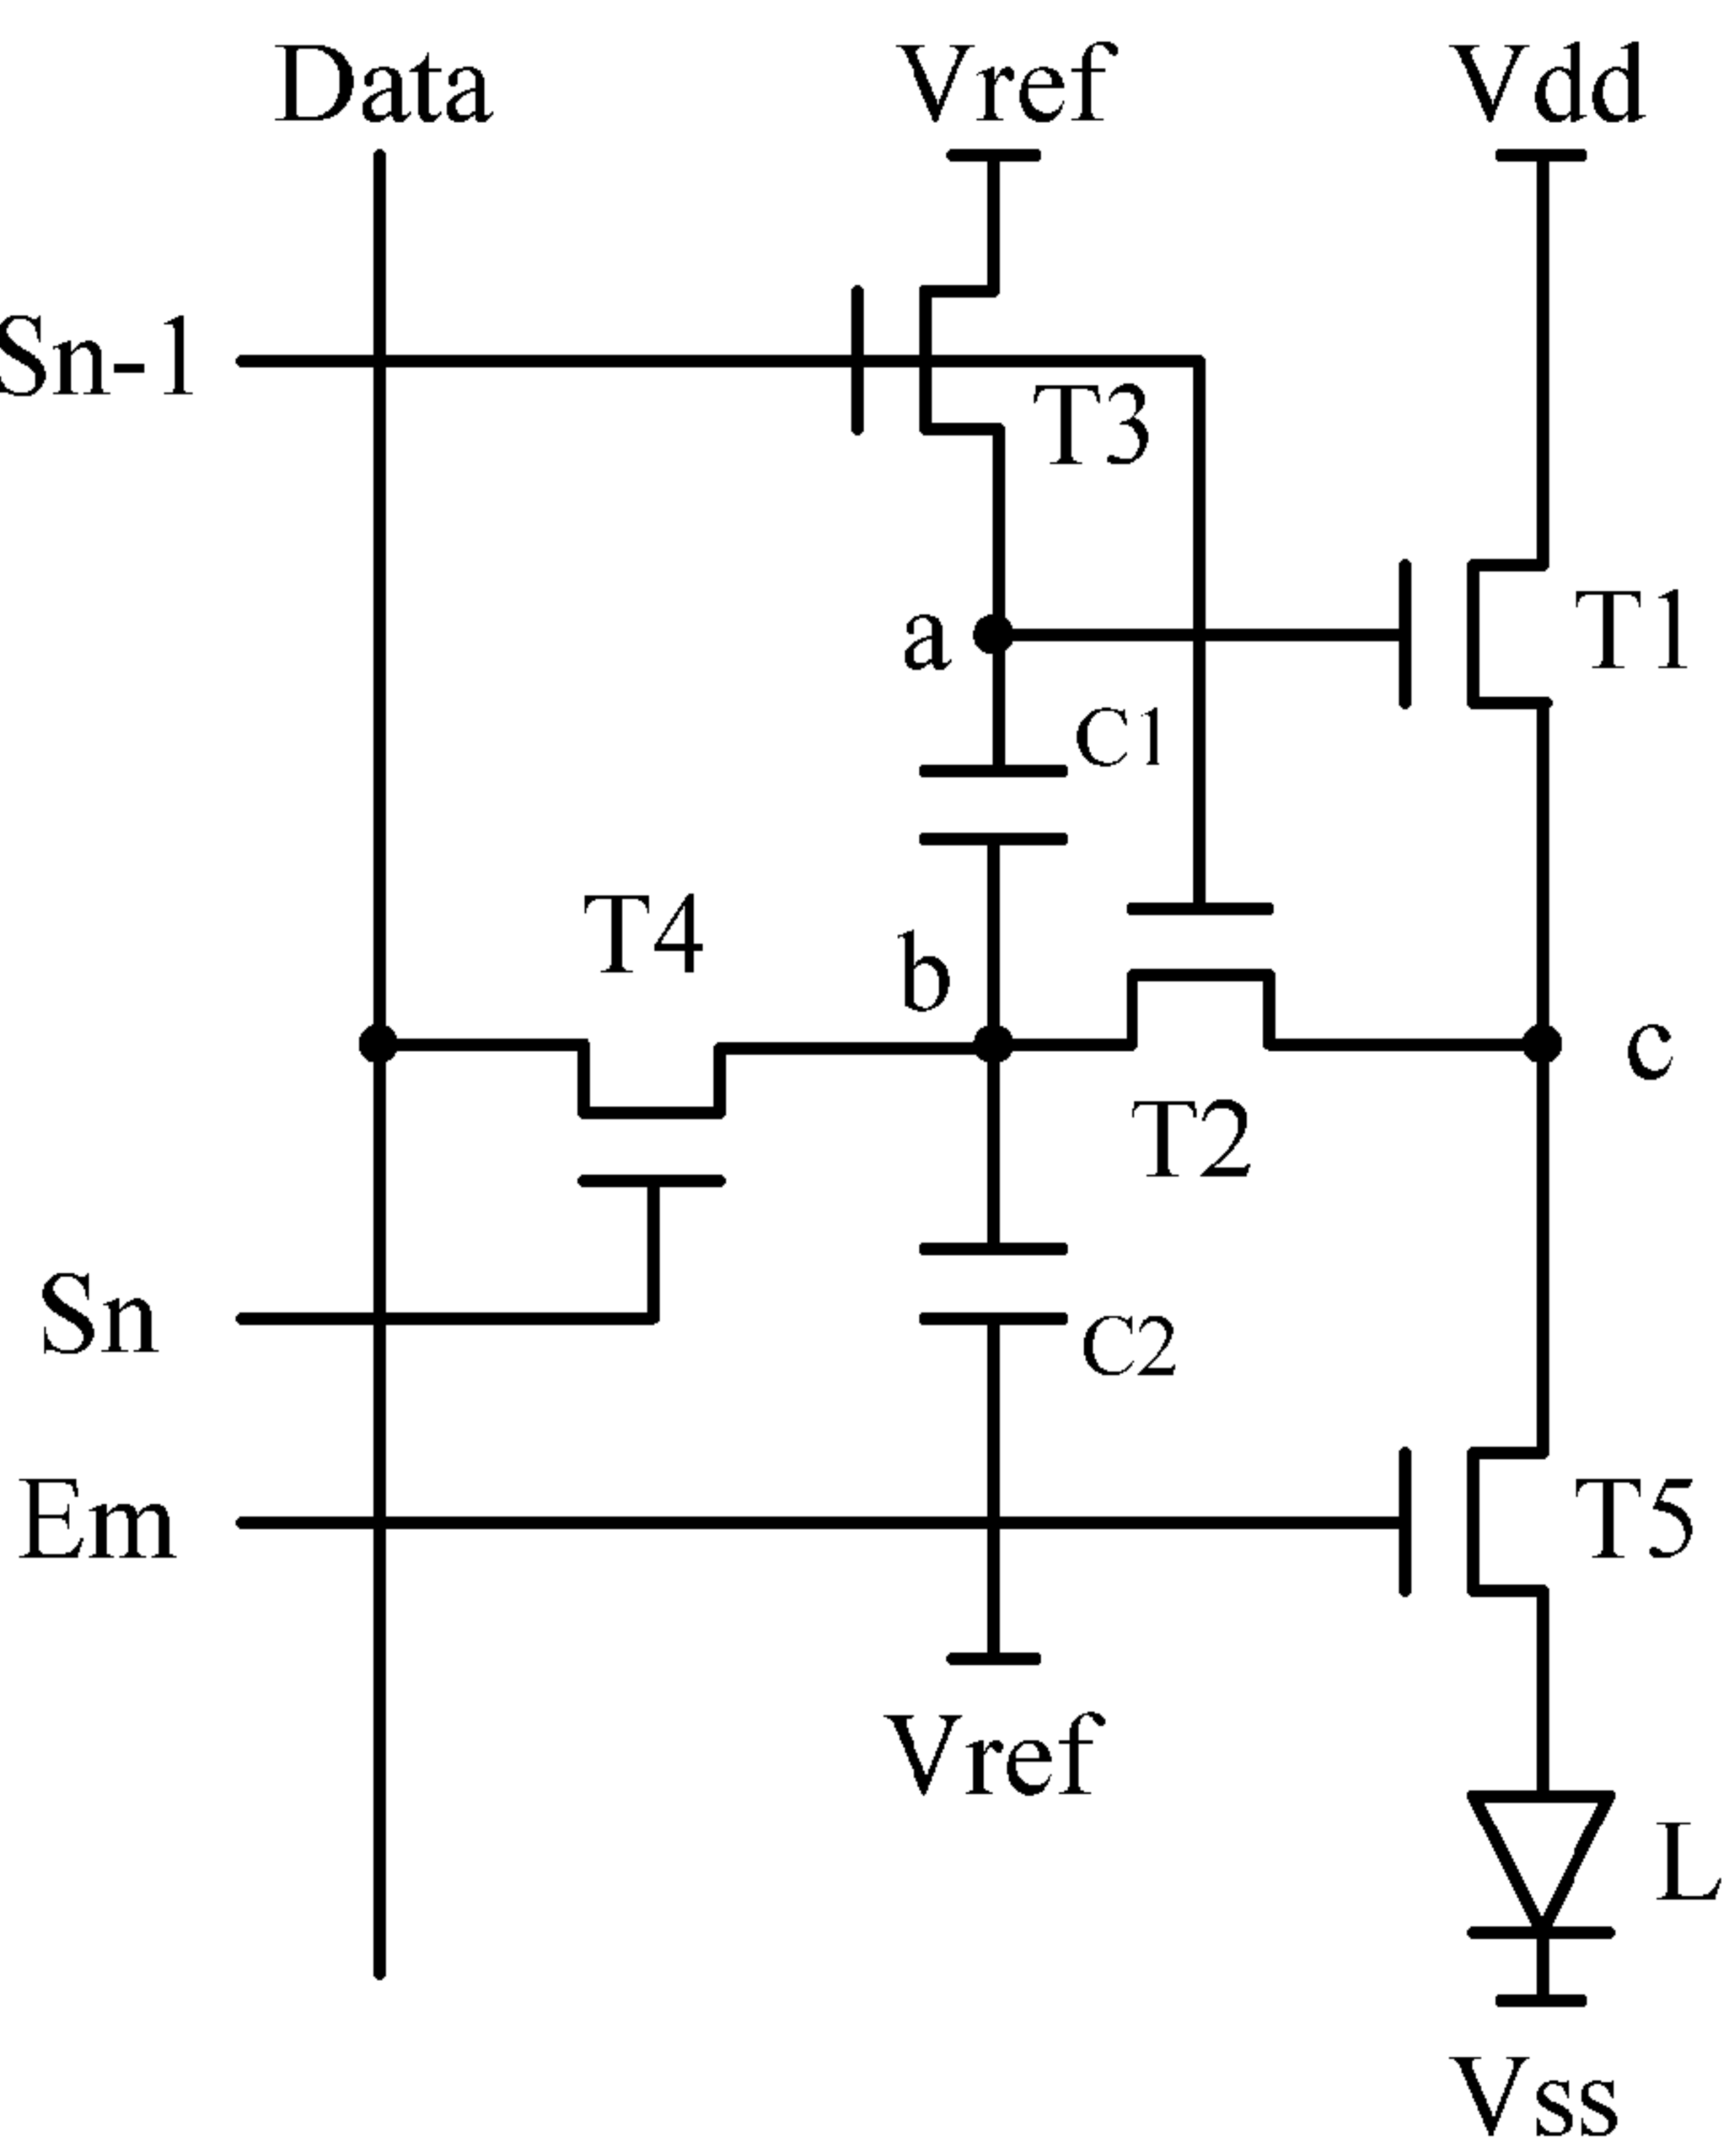 Data Vref Vdd
Sn-1
T3
T1
a
C1
T4
b
c
T2
Sn
C2
Em
T5
Vref
L
Vss